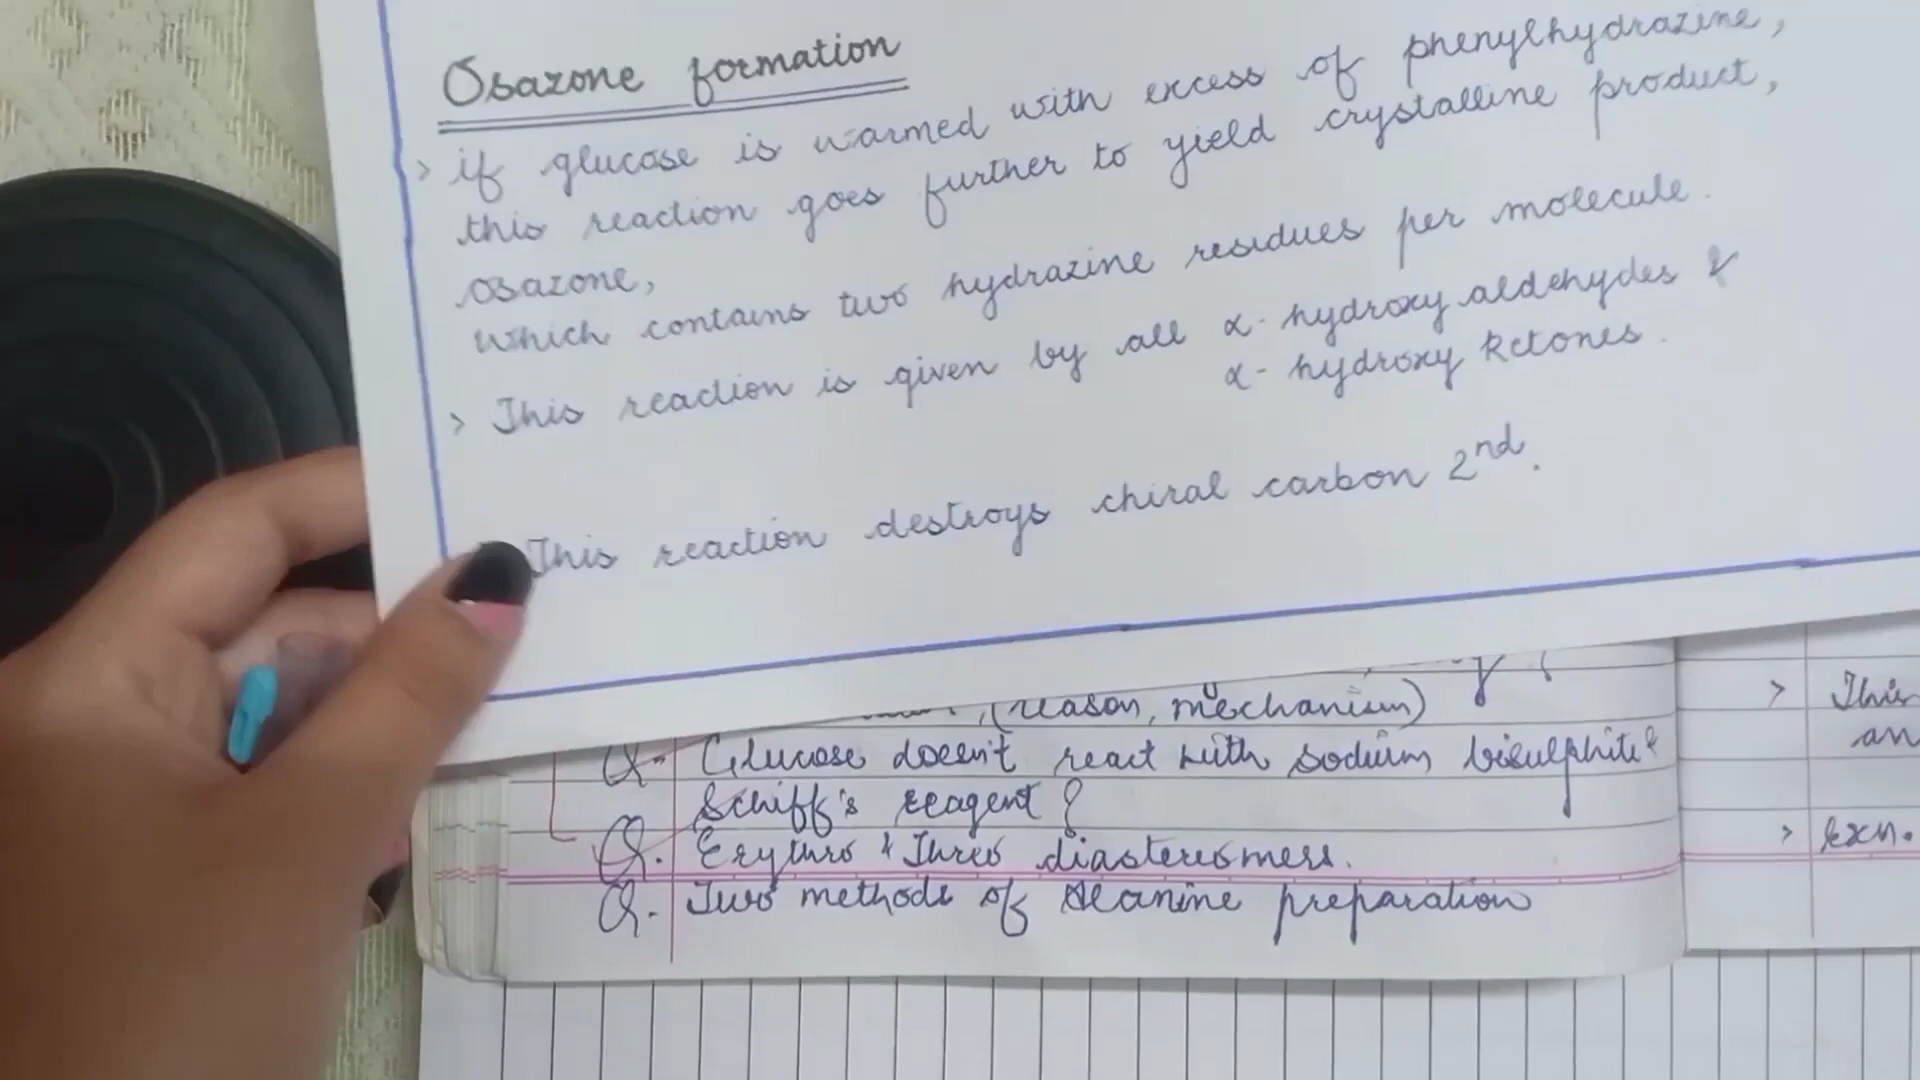 Osazone formation
> if glucose is warmed with excess of phenylhydrazine,
this reaction goes further to yield crystalline product,
osazone,
which contains two hydrazine residues per molecule.
> This reaction is given by all α-hydroxy aldehydes &
α-hydroxy ketones.
This reaction destroys chiral carbon 2nd.
, (reason, mechanism)
Q. Glucose doesn't react with sodium bisulphite &
Schiff's reagent?
Q. Erythro & Threo diastereomers.
Q. Two methods of Alanine preparation
> This
an
> Exn.